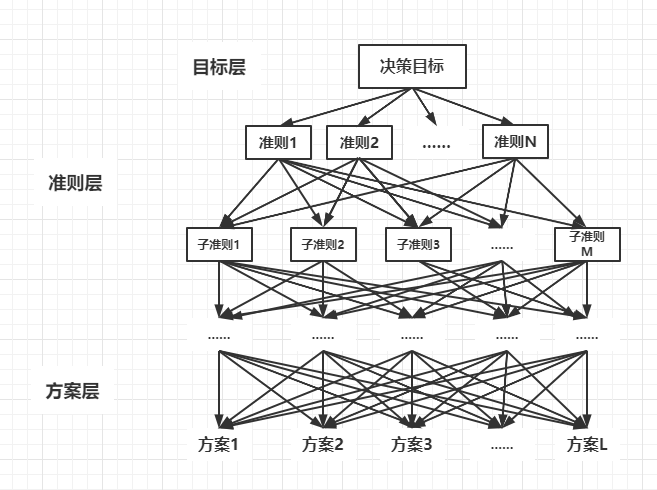 目标层
决策目标
准则1
准则2
......
准则N
准则层
子准则1
子准则2
子准则3
......
子准则
M
......
......
......
......
......
方案层
方案1
方案2
方案3
......
方案L